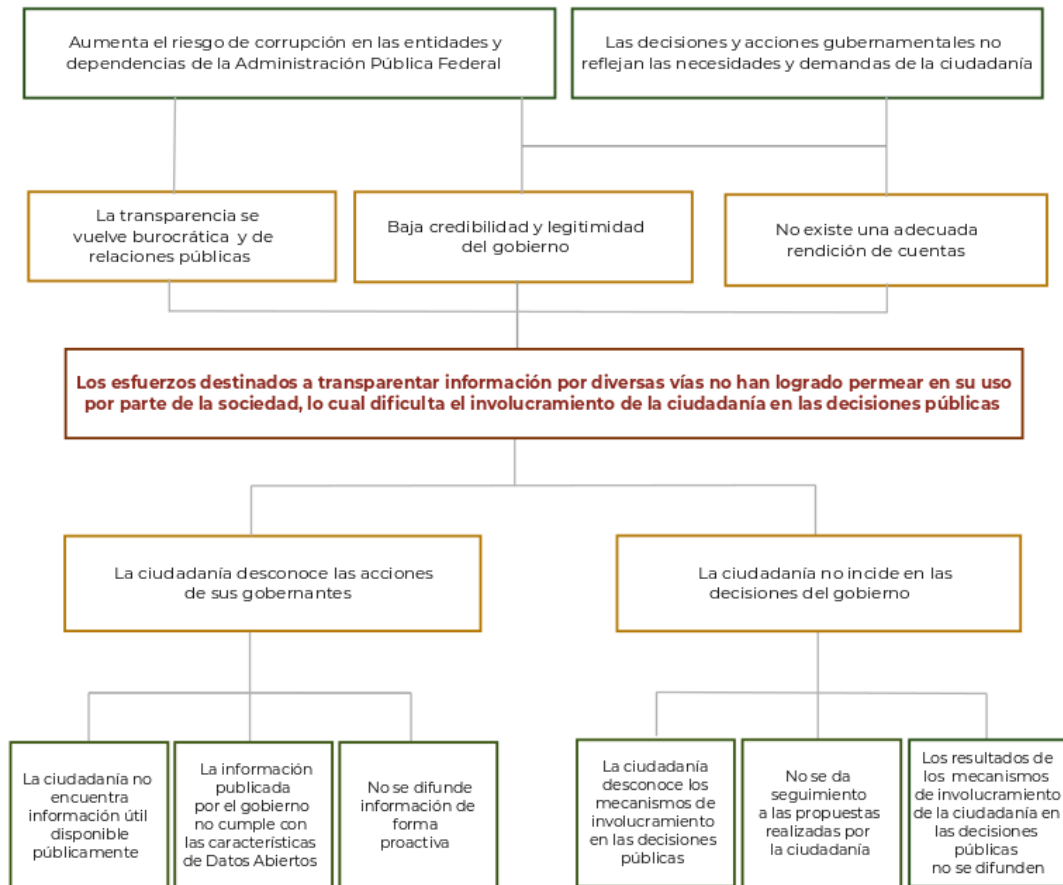 Aumenta el riesgo de corrupción en las entidades y
dependencias de la Administración Pública Federal
Las decisiones y acciones gubernamentales no
reflejan las necesidades y demandas de la ciudadanía
La transparencia se
vuelve burocrática y de
relaciones públicas
Baja credibilidad y legitimidad
del gobierno
No existe una adecuada
rendición de cuentas
Los esfuerzos destinados a transparentar información por diversas vías no han logrado permear en su uso
por parte de la sociedad, lo cual dificulta el involucramiento de la ciudadanía en las decisiones públicas
La ciudadanía desconoce las acciones
de sus gobernantes
La ciudadanía no incide en las
decisiones del gobierno
La ciudadanía no
encuentra
información útil
disponible
públicamente
La información
publicada
por el gobierno
no cumple con
las características
de Datos Abiertos
No se difunde
información de
forma
proactiva
La ciudadanía
desconoce los
mecanismos de
involucramiento
en las decisiones
públicas
No se da
seguimiento
a las propuestas
realizadas por
la ciudadanía
Los resultados de
los mecanismos
de involucramiento
de la ciudadanía en
las decisiones
públicas
no se difunden